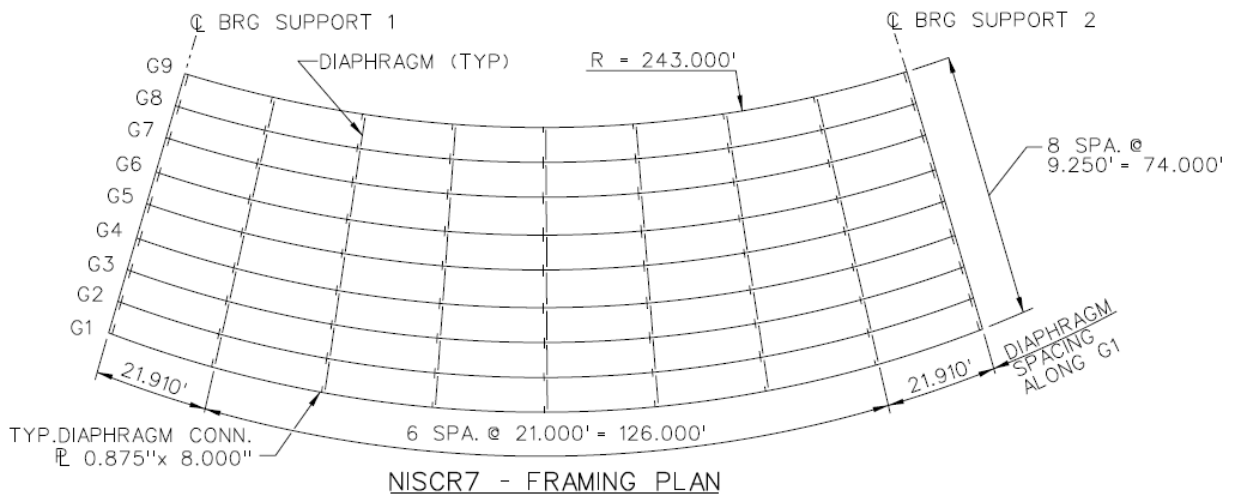 ℄ BRG SUPPORT 1
℄ BRG SUPPORT 2
DIAPHRAGM (TYP)
R = 243.000'
G9
G8
G7
G6
G5
G4
G3
G2
G1
8 SPA. @
9.250' = 74.000'
21.910'
6 SPA. @ 21.000' = 126.000'
21.910'
DIAPHRAGM
SPACING
ALONG G1
TYP.DIAPHRAGM CONN.
℄ 0.875"x 8.000"
NISCR7 - FRAMING PLAN